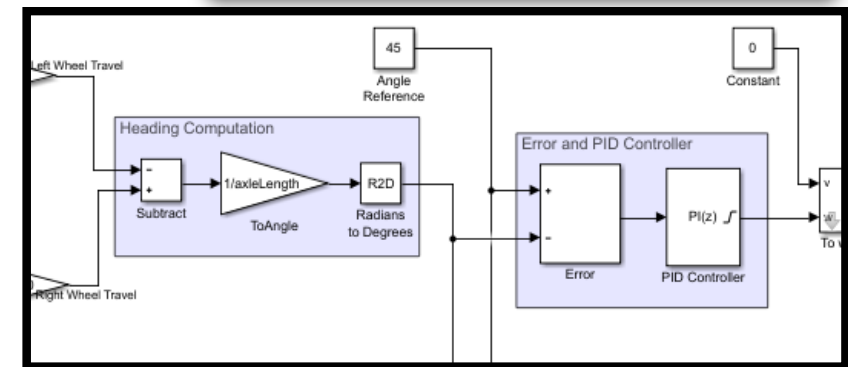 Left Wheel Travel
45
Angle
Reference
0
Constant
Heading Computation
Error and PID Controller
-
+
Subtract
1/axleLength
ToAngle
R2D
Radians
to Degrees
+
-
Error
PI(z)
PID Controller
v
w
To
Right Wheel Travel